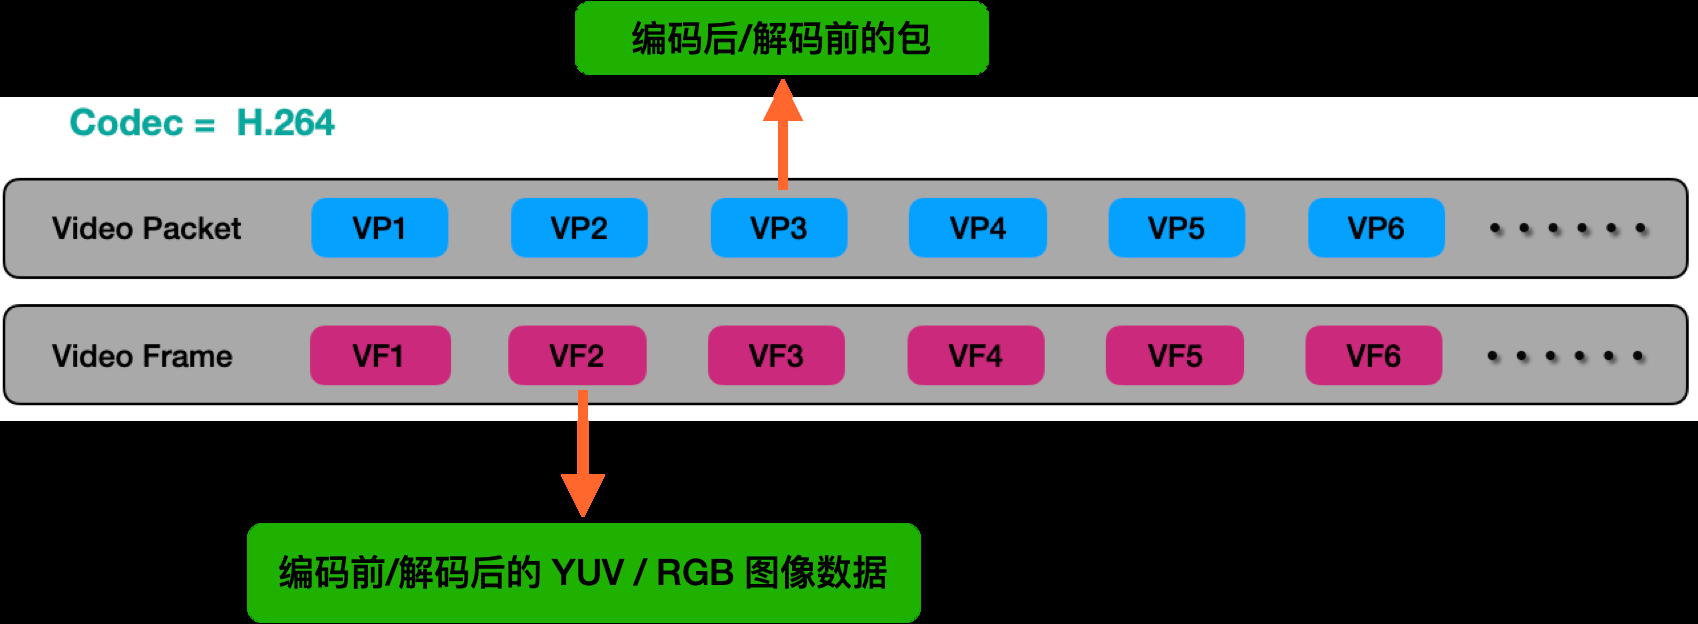 编码后/解码前的包
Codec = H.264
Video Packet VP1 VP2 VP3 VP4 VP5 VP6 ......
Video Frame VF1 VF2 VF3 VF4 VF5 VF6 ......
编码前/解码后的 YUV / RGB 图像数据